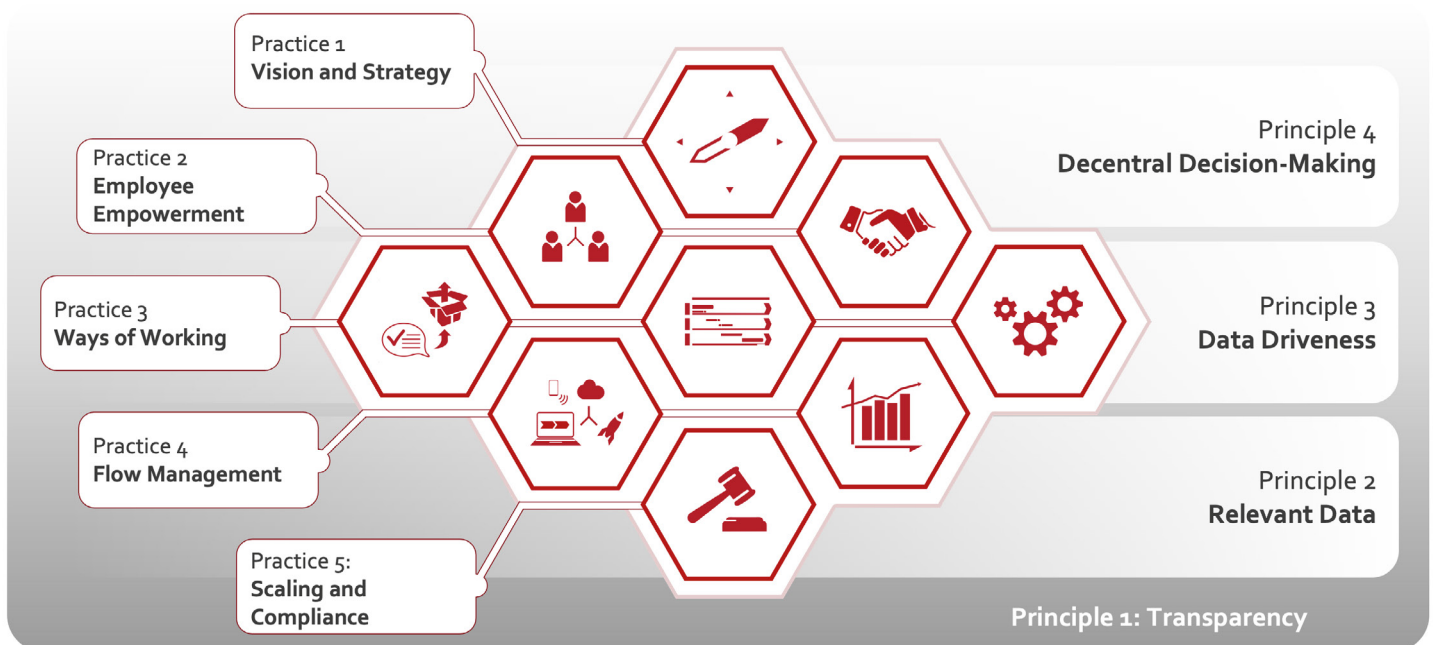 Practice 1
Vision and Strategy
Practice 2
Employee
Empowerment
Practice 3
Ways of Working
Practice 4
Flow Management
Practice 5:
Scaling and
Compliance
Principle 4
Decentral Decision-Making
Principle 3
Data Driveness
Principle 2
Relevant Data
Principle 1: Transparency